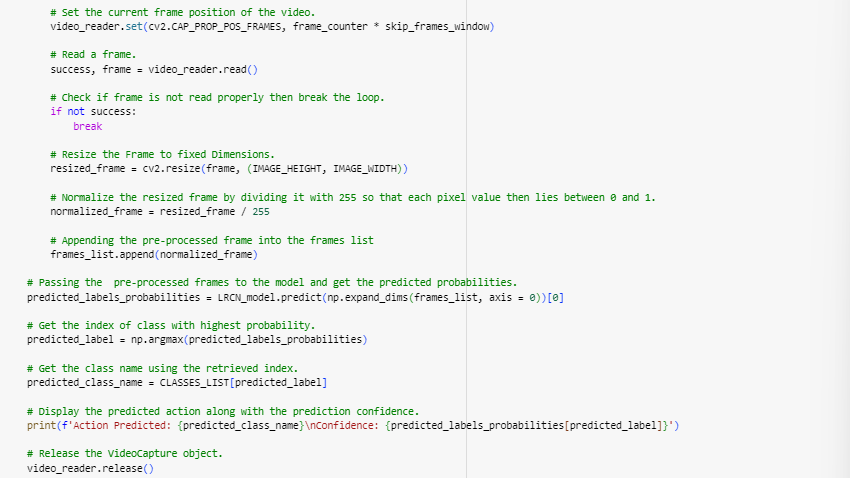 # Set the current frame position of the video.
video_reader.set(cv2.CAP_PROP_POS_FRAMES, frame_counter * skip_frames_window)
# Read a frame.
success, frame = video_reader.read()
# Check if frame is not read properly then break the loop.
if not success:
break
# Resize the Frame to fixed Dimensions.
resized_frame = cv2.resize(frame, (IMAGE_HEIGHT, IMAGE_WIDTH))
# Normalize the resized frame by dividing it with 255 so that each pixel value then lies between 0 and 1.
normalized_frame = resized_frame / 255
# Appending the pre-processed frame into the frames list
frames_list.append(normalized_frame)
# Passing the  pre-processed frames to the model and get the predicted probabilities.
predicted_labels_probabilities = LRCN_model.predict(np.expand_dims(frames_list, axis = 0))[0]
# Get the index of class with highest probability.
predicted_label = np.argmax(predicted_labels_probabilities)
# Get the class name using the retrieved index.
predicted_class_name = CLASSES_LIST[predicted_label]
# Display the predicted action along with the prediction confidence.
print(f'Action Predicted: {predicted_class_name}\nConfidence: {predicted_labels_probabilities[predicted_label]}')
# Release the VideoCapture object.
video_reader.release()